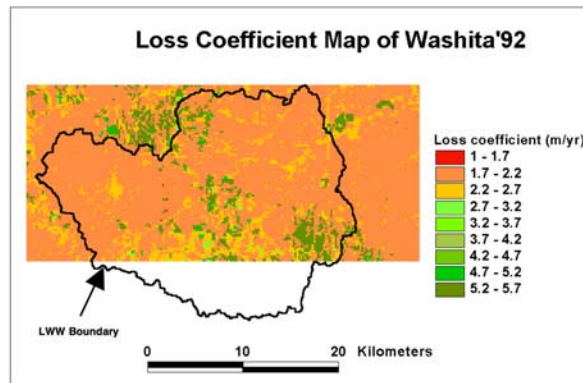 Loss Coefficient Map of Washita'92
Loss coefficient (m/yr)
1 - 1.7
1.7 - 2.2
2.2 - 2.7
2.7 - 3.2
3.2 - 3.7
3.7 - 4.2
4.2 - 4.7
4.7 - 5.2
5.2 - 5.7
LWW Boundary
0 10 20 Kilometers